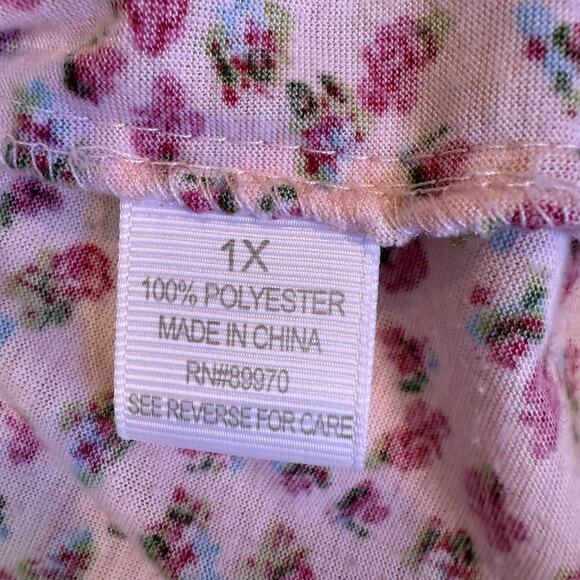 1X
100% POLYESTER
MADE IN CHINA
RN#89970
SEE REVERSE FOR CARE